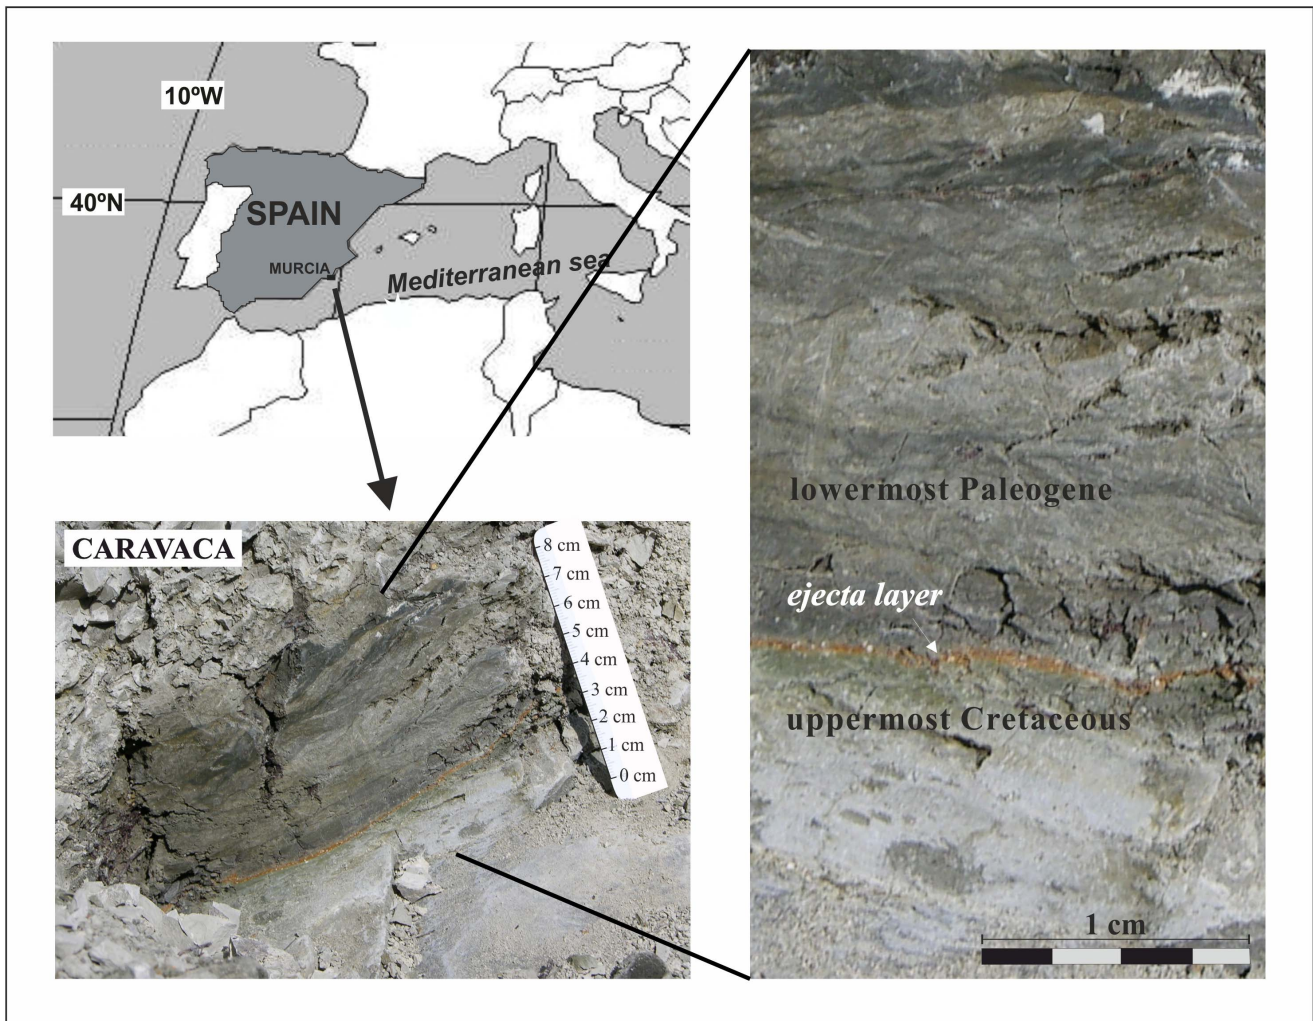 10ºW
40ºN
SPAIN
MURCIA
Mediterranean sea
CARAVACA
8 cm
7 cm
6 cm
5 cm
4 cm
3 cm
2 cm
1 cm
0 cm
lowermost Paleogene
ejecta layer
uppermost Cretaceous
1 cm